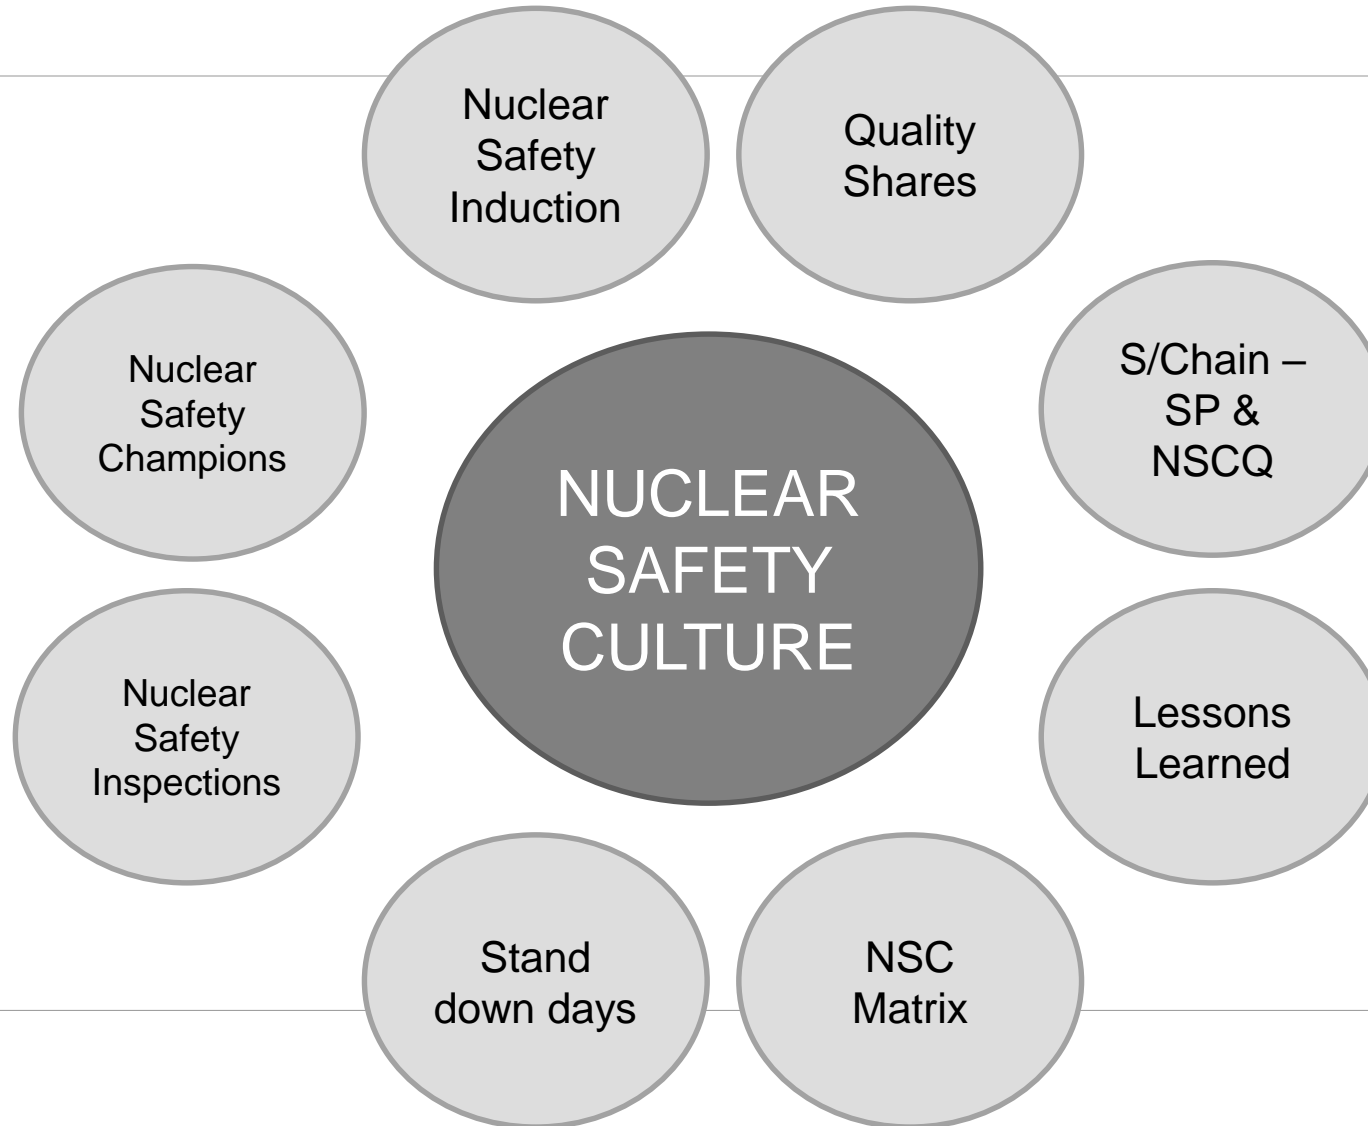 Nuclear
Safety
Induction
Quality
Shares
Nuclear
Safety
Champions
S/Chain –
SP &
NSCQ
NUCLEAR
SAFETY
CULTURE
Nuclear
Safety
Inspections
Lessons
Learned
Stand
down days
NSC
Matrix